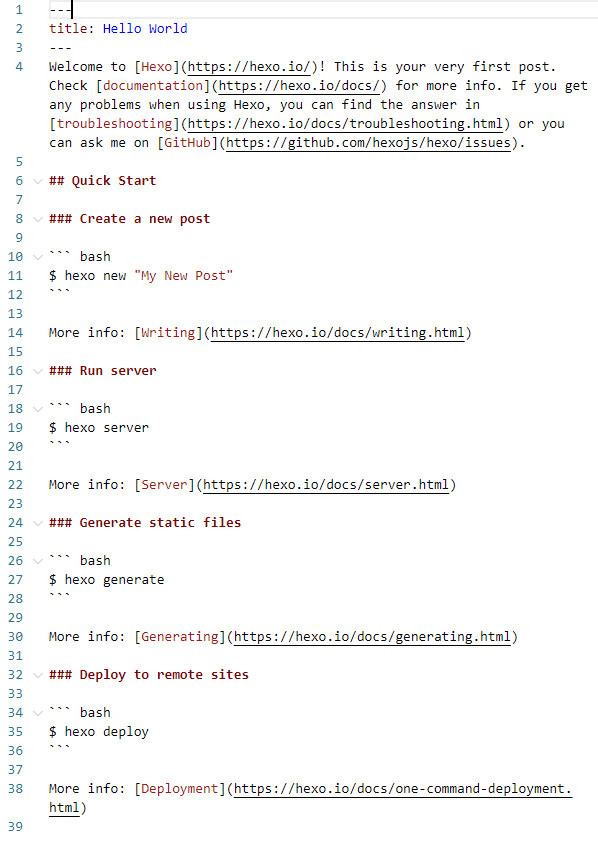 1 ---
2 title: Hello World
3 ---
4 Welcome to [Hexo](https://hexo.io/)! This is your very first post.
Check [documentation](https://hexo.io/docs/) for more info. If you get
any problems when using Hexo, you can find the answer in
[troubleshooting](https://hexo.io/docs/troubleshooting.html) or you
can ask me on [GitHub](https://github.com/hexojs/hexo/issues).
5
6 ## Quick Start
7
8 ### Create a new post
9
10 ``` bash
11 $ hexo new "My New Post"
12 ```
13
14 More info: [Writing](https://hexo.io/docs/writing.html)
15
16 ### Run server
17
18 ``` bash
19 $ hexo server
20 ```
21
22 More info: [Server](https://hexo.io/docs/server.html)
23
24 ### Generate static files
25
26 ``` bash
27 $ hexo generate
28 ```
29
30 More info: [Generating](https://hexo.io/docs/generating.html)
31
32 ### Deploy to remote sites
33
34 ``` bash
35 $ hexo deploy
36 ```
37
38 More info: [Deployment](https://hexo.io/docs/one-command-deployment.
html)
39